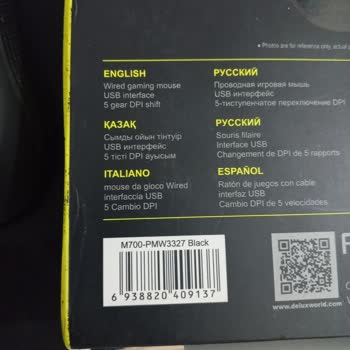 • Photos are for reference only, actual
ENGLISH
Wired gaming mouse
USB interface
5 gear DPI shift
РУССКИЙ
Проводная игровая мышь
USB интерфейс
5-тиступенчатое переключение DPI
ҚАЗАҚ
Сымды ойын тінтуір
USB интерфейс
5 тісті DPI ауысым
РУССКИЙ
Souris filaire
Interface USB
Changement de DPI de 5 rapports
ITALIANO
mouse da gioco Wired
interfaccia USB
5 Cambio DPI
ESPAÑOL
Ratón de juegos con cable
interfaz USB
Cambio DPI de 5 velocidades
M700-PMW3327 Black
6 938820 409137
www.deluxworld.com